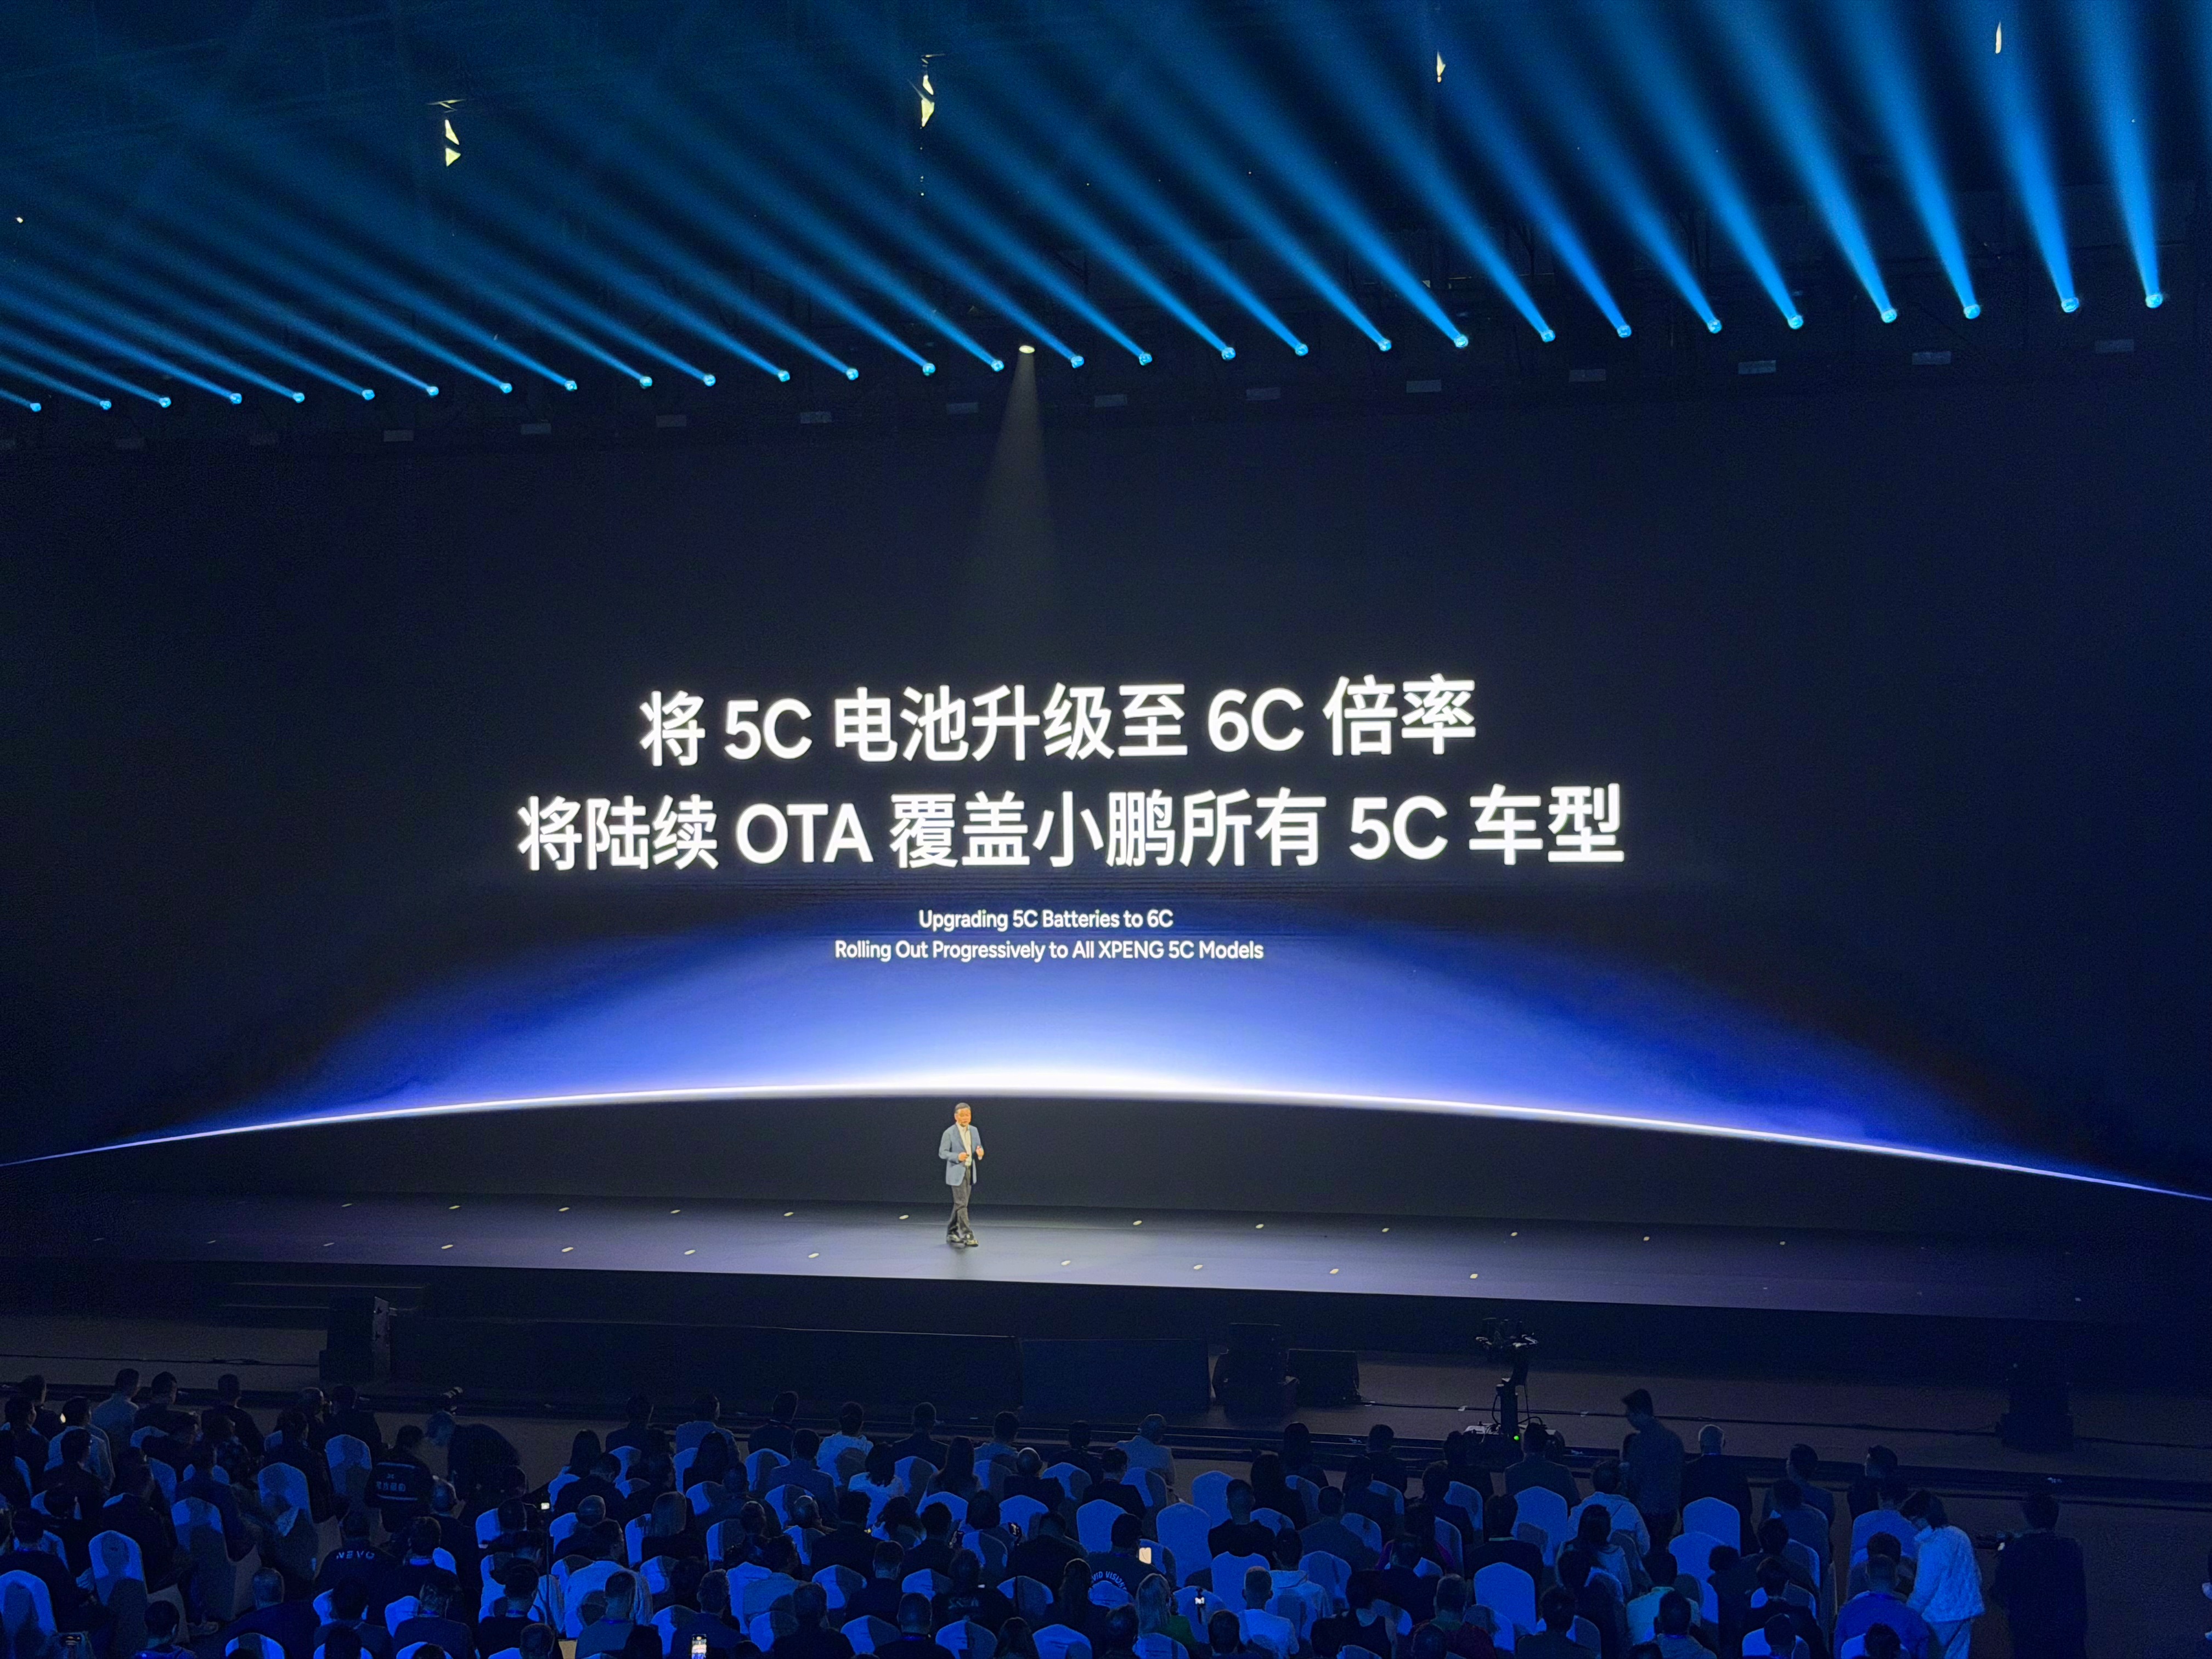 将 5C 电池升级至 6C 倍率
将陆续 OTA 覆盖小鹏所有 5C 车型
Upgrading 5C Batteries to 6C
Rolling Out Progressively to All XPENG 5C Models
NEVO